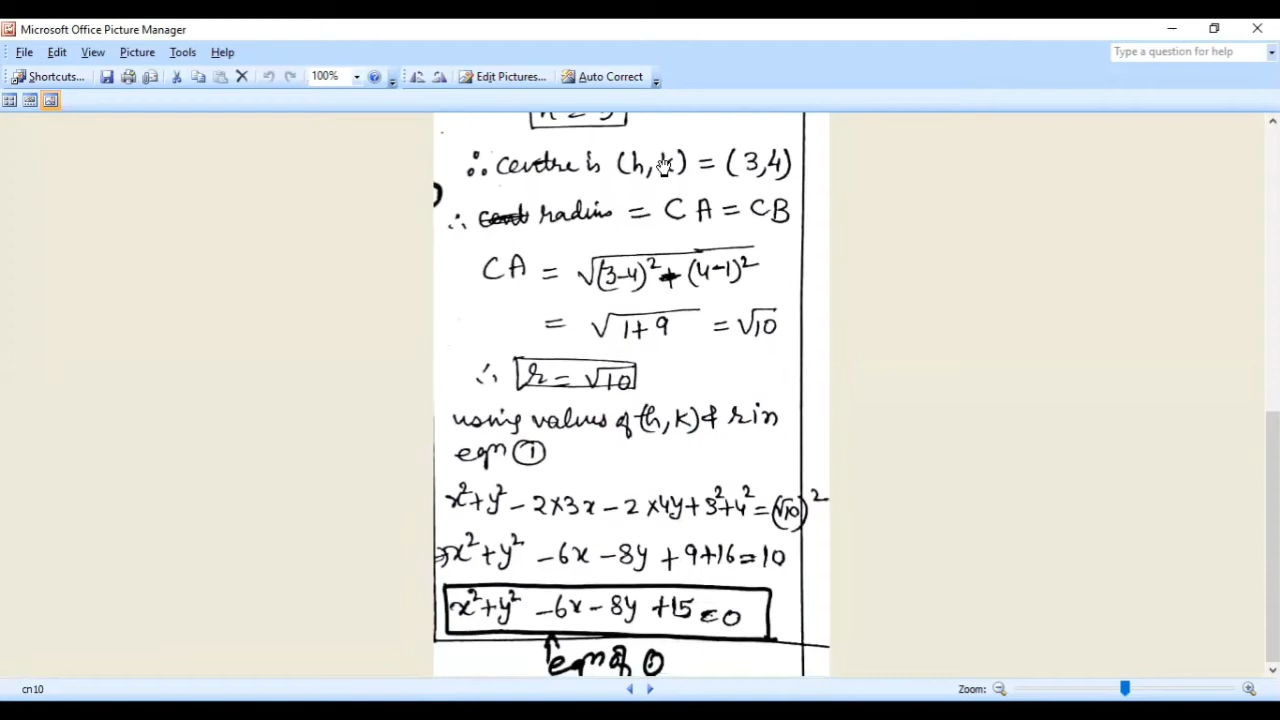 Microsoft Office Picture Manager
File Edit View Picture Tools Help
Type a question for help
Shortcuts... 100% Edit Pictures... Auto Correct
∴ centre is (h, k) = (3,4)
∴ radius = CA = CB
CA = √(3-4)² + (4-1)²
= √1+9 = √10
∴ r = √10
using values of (h, k) & r in
eqn ①
x²+y² - 2×3x - 2×4y + 3²+4² = (√10)²
⇒ x²+y² -6x -8y +9+16 = 10
x²+y² -6x -8y +15 = 0
eqn of
cn10
Zoom: